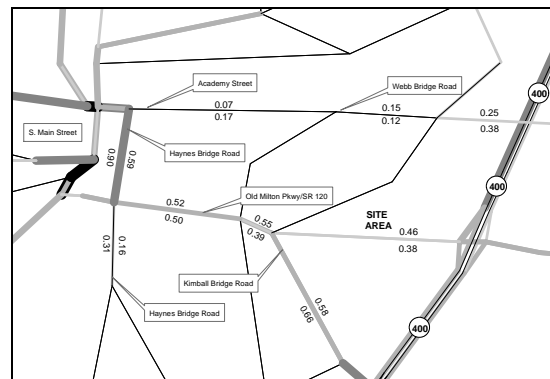 400
Academy Street
Webb Bridge Road
0.07
0.15
0.25
0.17
0.12
0.38
S. Main Street
Haynes Bridge Road
0.90
0.59
Old Milton Pkwy/SR 120
400
0.52
0.50
0.55
0.39
SITE
AREA
0.46
0.38
0.31
0.16
Kimball Bridge Road
0.58
0.66
Haynes Bridge Road
400